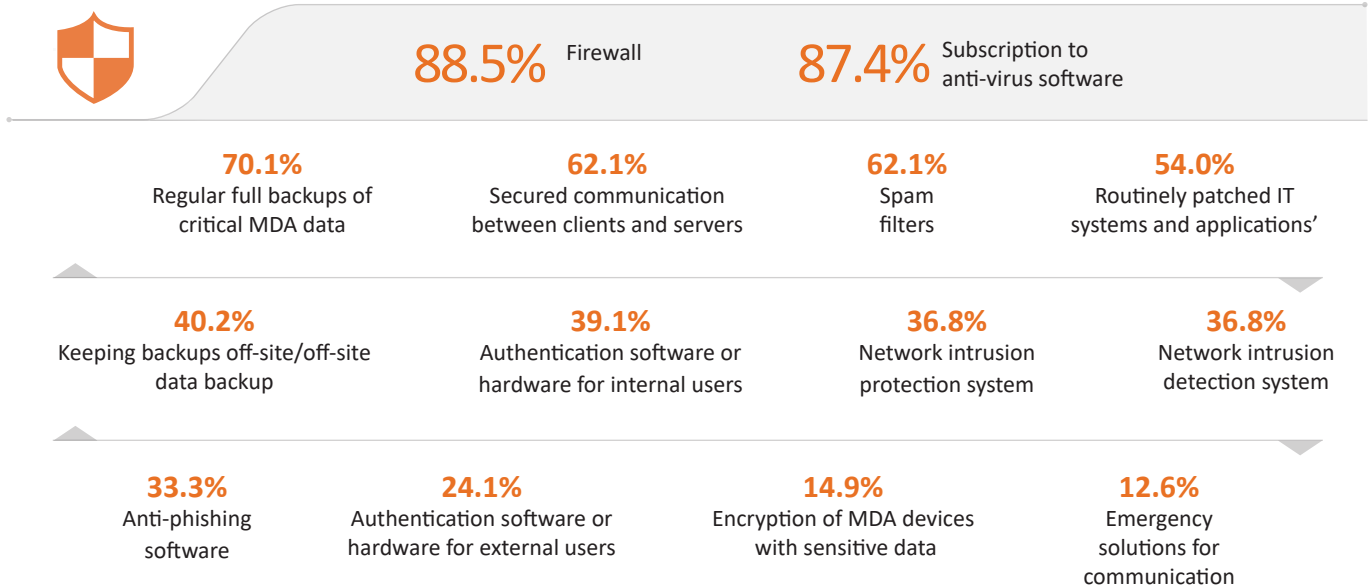 88.5% Firewall
87.4% Subscription to
anti-virus software
70.1%
Regular full backups of
critical MDA data
62.1%
Secured communication
between clients and servers
62.1%
Spam
filters
54.0%
Routinely patched IT
systems and applications’
40.2%
Keeping backups off-site/off-site
data backup
39.1%
Authentication software or
hardware for internal users
36.8%
Network intrusion
protection system
36.8%
Network intrusion
detection system
33.3%
Anti-phishing
software
24.1%
Authentication software or
hardware for external users
14.9%
Encryption of MDA devices
with sensitive data
12.6%
Emergency
solutions for
communication